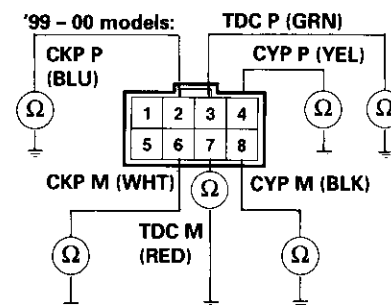 '99 – 00 models:
TDC P (GRN)
CKP P
(BLU)
CYP P (YEL)
Ω
Ω
Ω
1 2 3 4
5 6 7 8
CKP M (WHT)
Ω
CYP M (BLK)
TDC M
(RED)
Ω
Ω